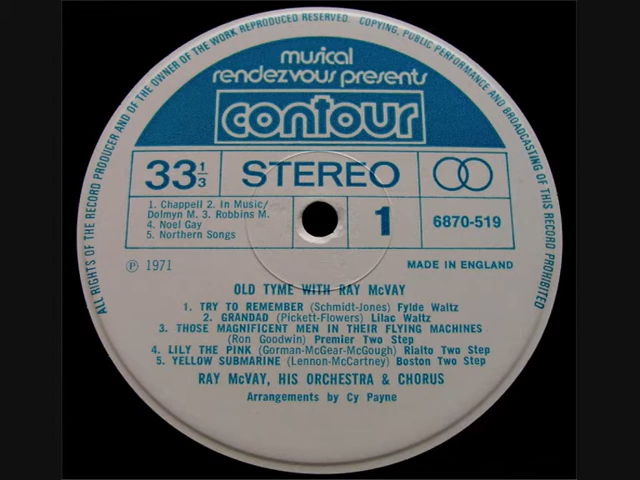 ALL RIGHTS OF THE RECORD PRODUCER AND OF THE OWNER OF THE WORK REPRODUCED RESERVED. COPYING, PUBLIC PERFORMANCE AND BROADCASTING OF THIS RECORD PROHIBITED
musical
rendezvous presents
contour
33 1/3 STEREO
1. Chappell 2. In Music/
Dolmyn M. 3. Robbins M.
4. Noel Gay
5. Northern Songs
1
6870-519
Ⓟ 1971
MADE IN ENGLAND
OLD TYME WITH RAY McVAY
1. TRY TO REMEMBER (Schmidt-Jones) Fylde Waltz
2. GRANDAD (Pickett-Flowers) Lilac Waltz
3. THOSE MAGNIFICENT MEN IN THEIR FLYING MACHINES
(Ron Goodwin) Premier Two Step
4. LILY THE PINK (Gorman-McGear-McGough) Rialto Two Step
5. YELLOW SUBMARINE (Lennon-McCartney) Boston Two Step
RAY McVAY, HIS ORCHESTRA & CHORUS
Arrangements by Cy Payne